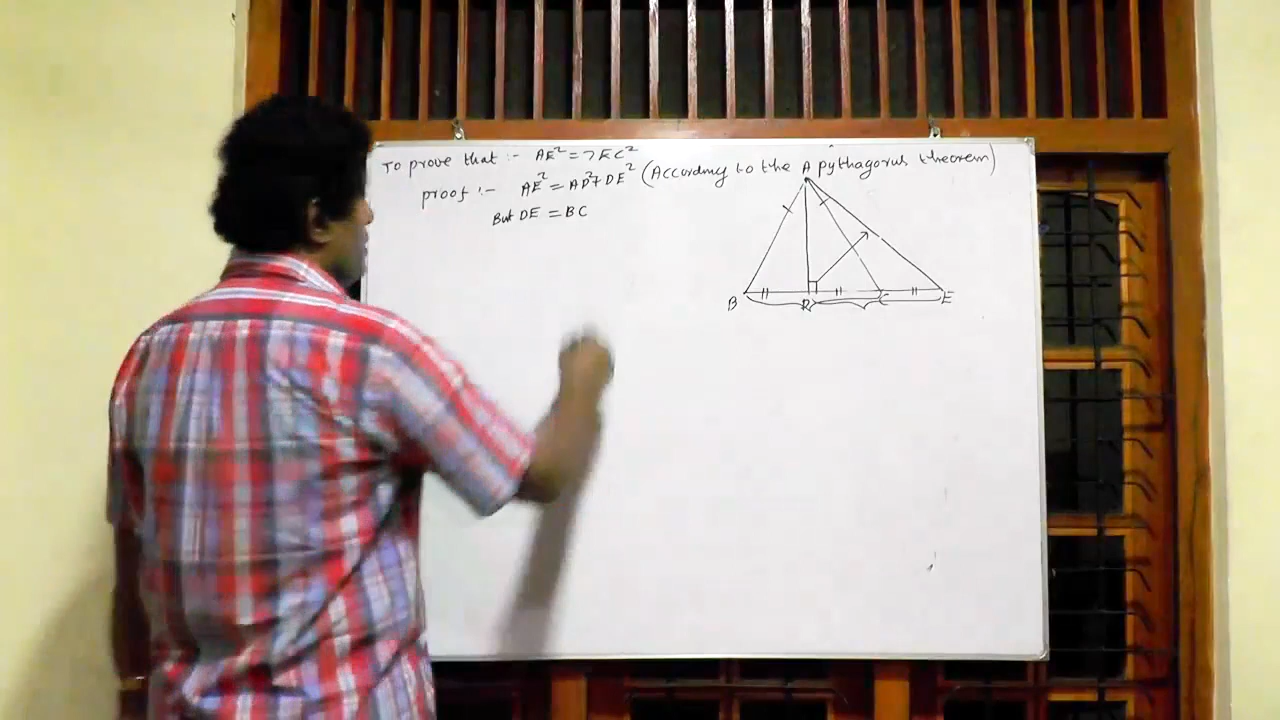 To prove that :- AE² = 7EC²
proof :- AE² = AD²+DE² (According to the pythagorus theorem)
But DE = BC
A
B D C E